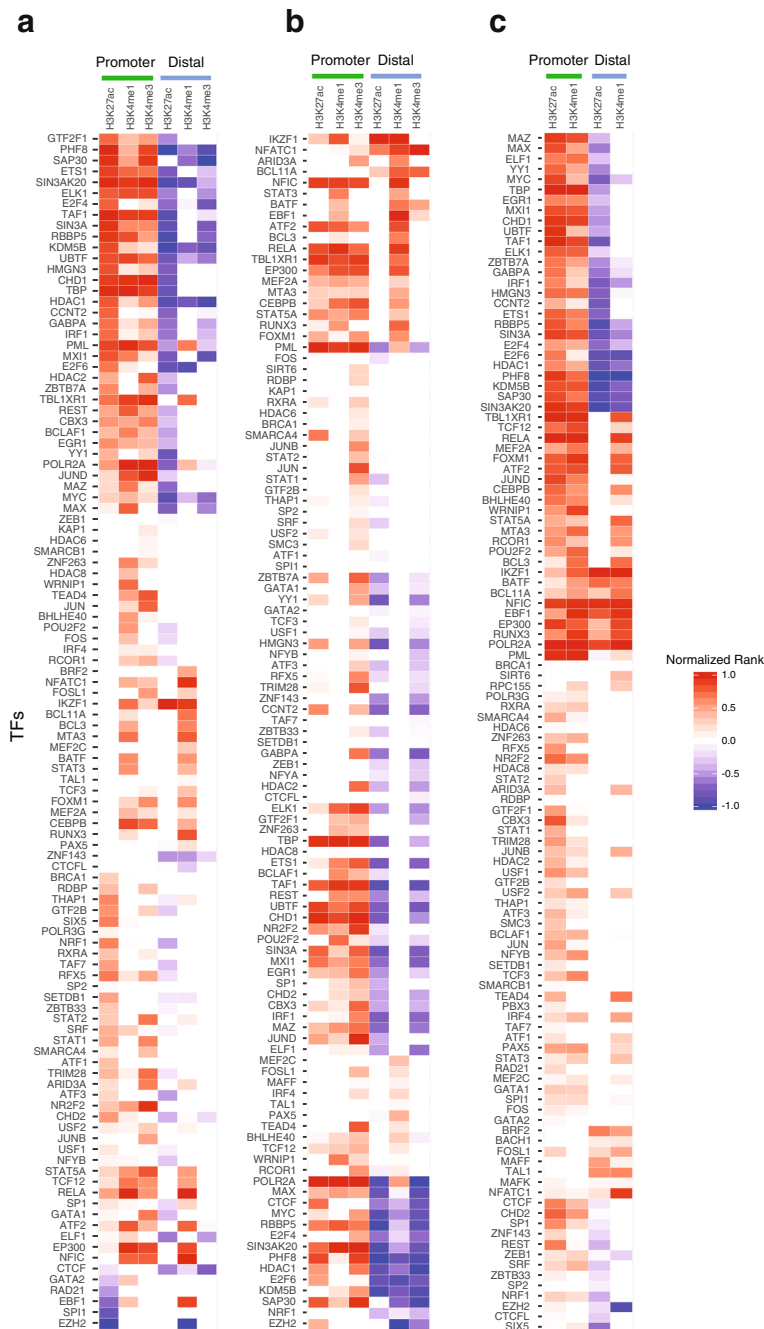 a
b
c
Promoter Distal
Promoter Distal
Promoter Distal
H3K27ac
H3K4me1
H3K4me3
H3K27ac
H3K4me1
H3K4me3
H3K27ac
H3K4me1
H3K4me3
H3K27ac
H3K4me1
H3K4me3
H3K27ac
H3K4me1
H3K27ac
H3K4me1
TFs
GTF2F1
PHF8
SAP30
ETS1
SIN3AK20
ELK1
E2F4
TAF1
SIN3A
RBBP5
KDM5B
UBTF
HMGN3
CHD1
TBP
HDAC1
CCNT2
GABPA
IRF1
PML
MXI1
E2F6
HDAC2
ZBTB7A
TBL1XR1
REST
CBX3
BCLAF1
EGR1
YY1
POLR2A
JUND
MAZ
MYC
MAX
ZEB1
KAP1
HDAC6
SMARCB1
ZNF263
HDAC8
WRNIP1
TEAD4
JUN
BHLHE40
POU2F2
FOS
IRF4
RCOR1
BRF2
NFATC1
FOSL1
IKZF1
BCL11A
BCL3
MTA3
MEF2C
BATF
STAT3
TAL1
TCF3
FOXM1
MEF2A
CEBPB
RUNX3
PAX5
ZNF143
CTCFL
BRCA1
RDBP
THAP1
GTF2B
SIX5
POLR3G
NRF1
RXRA
TAF7
RFX5
SP2
SETDB1
ZBTB33
STAT2
SRF
STAT1
SMARCA4
ATF1
TRIM28
ARID3A
ATF3
NR2F2
CHD2
USF2
JUNB
USF1
NFYB
STAT5A
TCF12
RELA
SP1
GATA1
ATF2
ELF1
EP300
NFIC
CTCF
GATA2
RAD21
EBF1
SPI1
EZH2
IKZF1
NFATC1
ARID3A
BCL11A
NFIC
STAT3
BATF
EBF1
ATF2
BCL3
RELA
TBL1XR1
EP300
MEF2A
MTA3
CEBPB
STAT5A
RUNX3
FOXM1
PML
FOS
SIRT6
RDBP
KAP1
RXRA
HDAC6
BRCA1
SMARCA4
JUNB
STAT2
JUN
STAT1
GTF2B
THAP1
SP2
SRF
USF2
SMC3
ATF1
SPI1
ZBTB7A
GATA1
YY1
GATA2
TCF3
USF1
HMGN3
NFYB
ATF3
RFX5
TRIM28
ZNF143
CCNT2
TAF7
ZBTB33
SETDB1
GABPA
ZEB1
NFYA
HDAC2
CTCFL
ELK1
GTF2F1
ZNF263
TBP
HDAC8
ETS1
BCLAF1
TAF1
REST
UBTF
CHD1
NR2F2
POU2F2
SIN3A
MXI1
EGR1
SP1
CHD2
CBX3
IRF1
MAZ
JUND
ELF1
MEF2C
FOSL1
MAFF
IRF4
TAL1
PAX5
TEAD4
BHLHE40
TCF12
WRNIP1
RCOR1
POLR2A
MAX
CTCF
MYC
RBBP5
E2F4
SIN3AK20
PHF8
HDAC1
E2F6
KDM5B
SAP30
NRF1
EZH2
MAZ
MAX
ELF1
YY1
MYC
TBP
EGR1
MXI1
CHD1
UBTF
TAF1
ELK1
ZBTB7A
GABPA
IRF1
HMGN3
CCNT2
ETS1
RBBP5
SIN3A
E2F4
E2F6
HDAC1
PHF8
KDM5B
SAP30
SIN3AK20
TBL1XR1
TCF12
RELA
MEF2A
FOXM1
ATF2
JUND
CEBPB
BHLHE40
WRNIP1
STAT5A
MTA3
RCOR1
POU2F2
BCL3
IKZF1
BATF
BCL11A
NFIC
EBF1
EP300
RUNX3
POLR2A
PML
BRCA1
SIRT6
RPC155
POLR3G
RXRA
SMARCA4
HDAC6
ZNF263
RFX5
NR2F2
HDAC8
STAT2
ARID3A
RDBP
GTF2F1
CBX3
STAT1
TRIM28
JUNB
HDAC2
USF1
GTF2B
USF2
THAP1
ATF3
SMC3
BCLAF1
JUN
NFYB
SETDB1
TCF3
SMARCB1
TEAD4
PBX3
IRF4
TAF7
ATF1
PAX5
STAT3
RAD21
MEF2C
GATA1
SPI1
FOS
GATA2
BRF2
BACH1
FOSL1
MAFF
TAL1
MAFK
NFATC1
CTCF
CHD2
SP1
ZNF143
REST
ZEB1
SRF
ZBTB33
SP2
NRF1
EZH2
CTCFL
SIX5
Normalized Rank
1.0
0.5
0.0
-0.5
-1.0